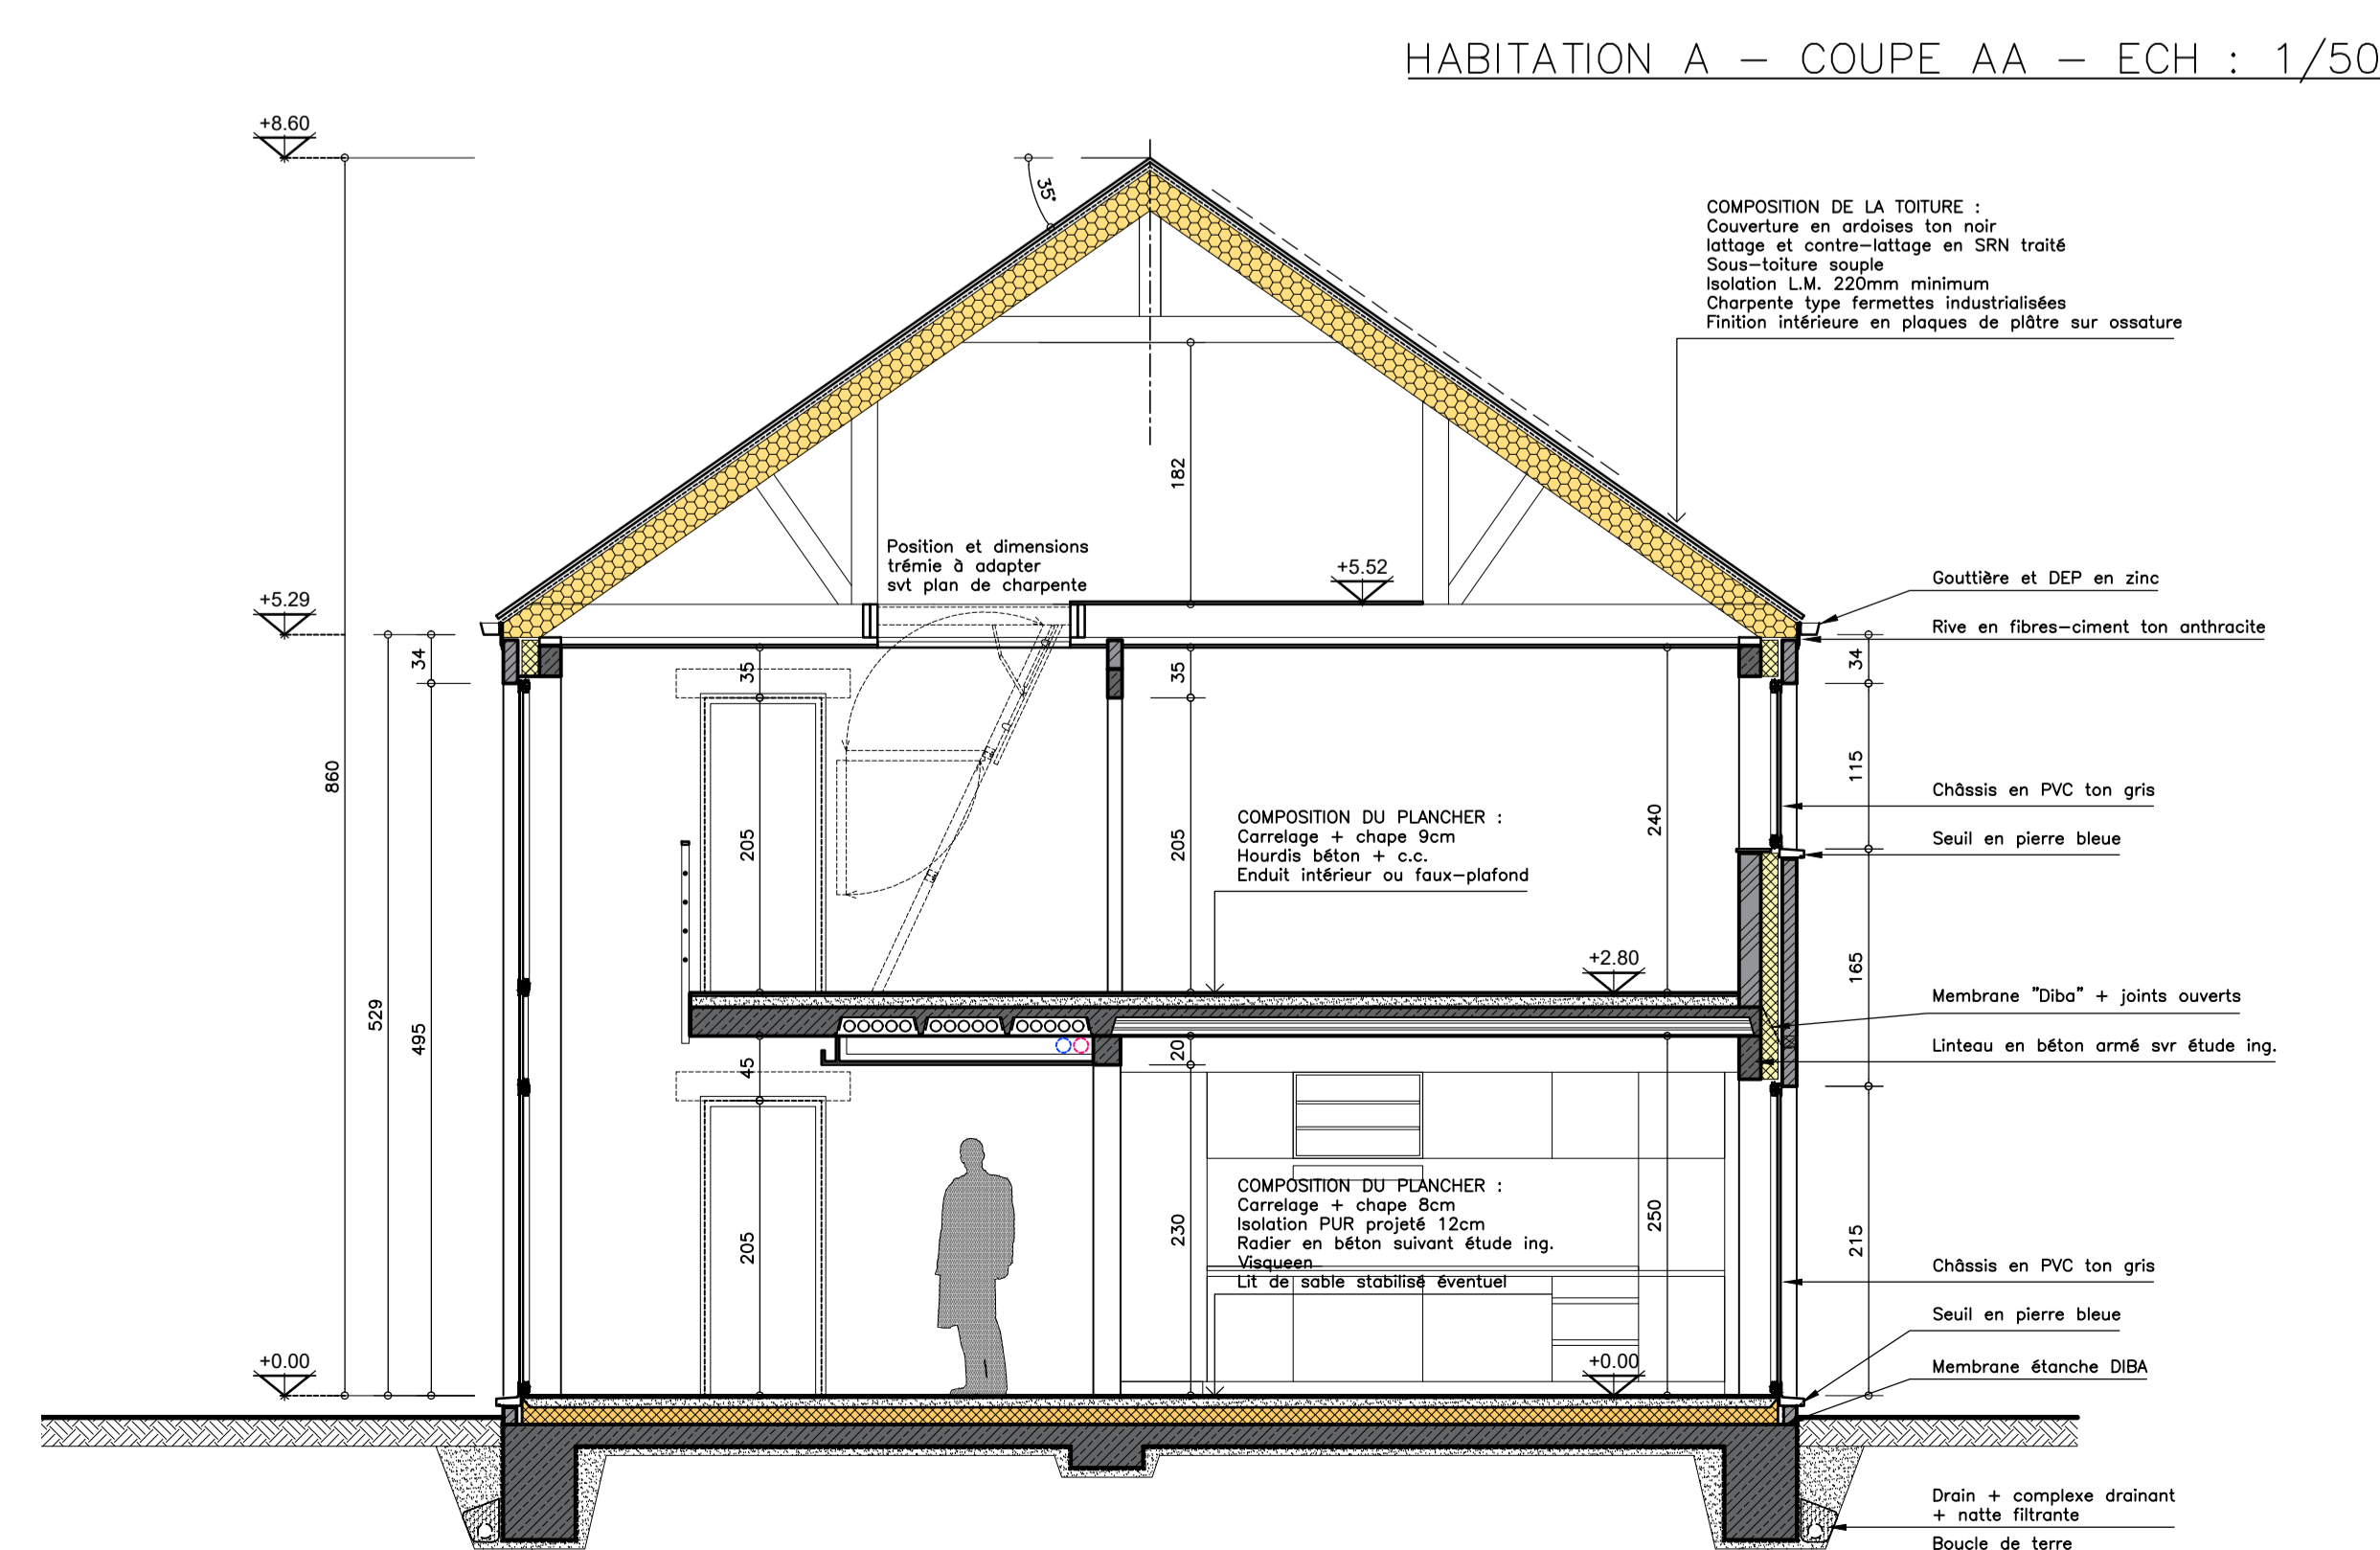 HABITATION A – COUPE AA – ECH : 1/50
+8.60
35°
COMPOSITION DE LA TOITURE :
Couverture en ardoises ton noir
lattage et contre–lattage en SRN traité
Sous–toiture souple
Isolation L.M. 220mm minimum
Charpente type fermettes industrialisées
Finition intérieure en plaques de plâtre sur ossature
182
Position et dimensions
trémie à adapter
svt plan de charpente
+5.52
+5.29
Gouttière et DEP en zinc
Rive en fibres–ciment ton anthracite
34
35
35
34
860
115
Châssis en PVC ton gris
Seuil en pierre bleue
205
205
240
COMPOSITION DU PLANCHER :
Carrelage + chape 9cm
Hourdis béton + c.c.
Enduit intérieur ou faux–plafond
+2.80
165
529
495
Membrane "Diba" + joints ouverts
Linteau en béton armé svr étude ing.
45
20
COMPOSITION DU PLANCHER :
Carrelage + chape 8cm
Isolation PUR projeté 12cm
Radier en béton suivant étude ing.
Visqueen
Lit de sable stabilisé éventuel
205
230
250
215
Châssis en PVC ton gris
Seuil en pierre bleue
+0.00
+0.00
Membrane étanche DIBA
Drain + complexe drainant
+ natte filtrante
Boucle de terre